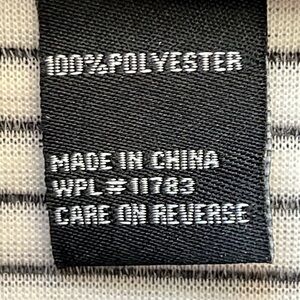 100%POLYESTER
MADE IN CHINA
WPL#11783
CARE ON REVERSE